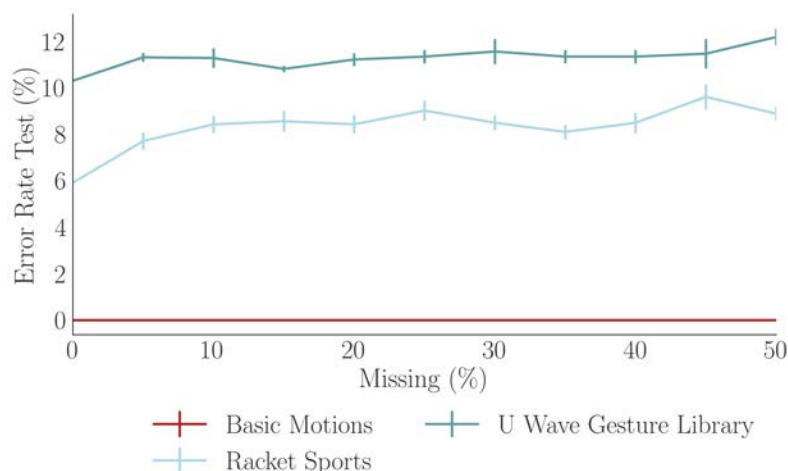 Error Rate Test (%)
12
10
8
6
4
2
0
0 10 20 30 40 50
Missing (%)
Basic Motions
U Wave Gesture Library
Racket Sports